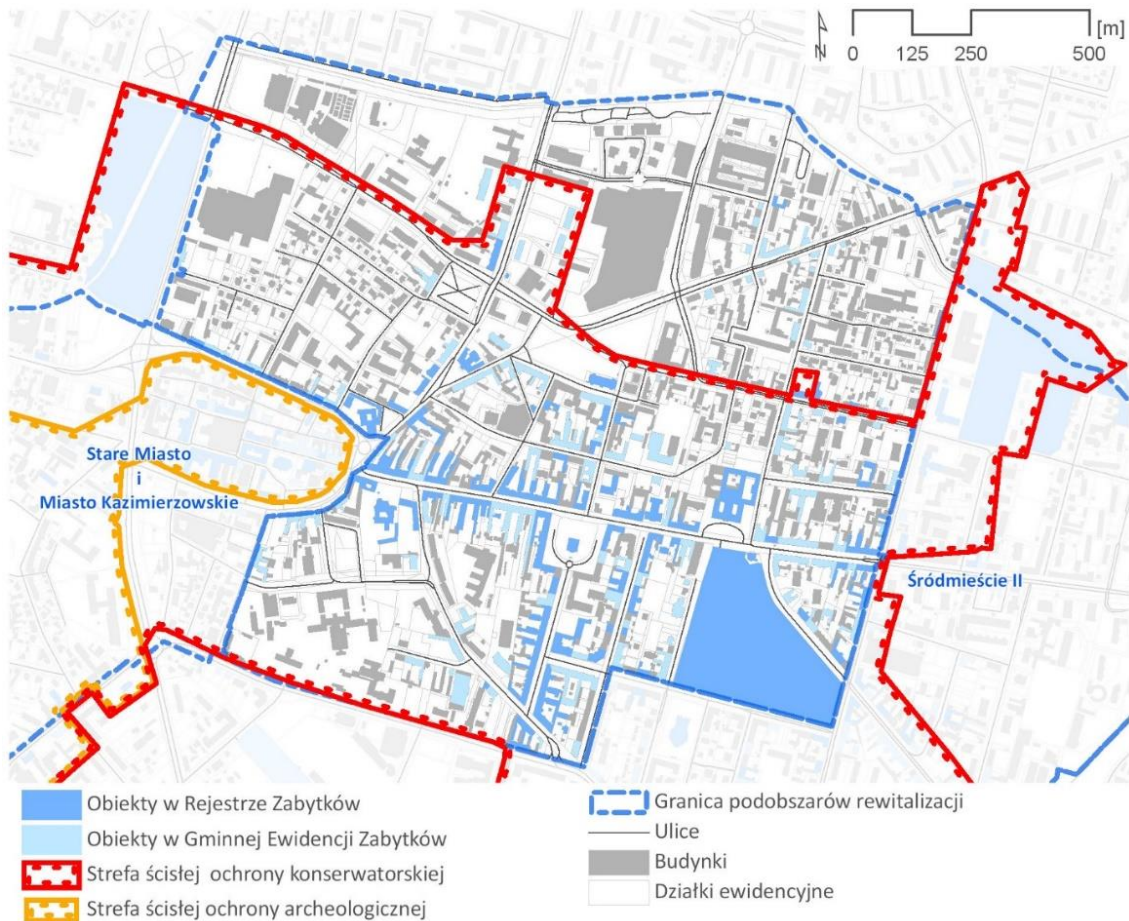 N
[m]
0 125 250 500
Stare Miasto
i
Miasto Kazimierzowskie
Śródmieście II
Obiekty w Rejestrze Zabytków
Obiekty w Gminnej Ewidencji Zabytków
Strefa ścisłej ochrony konserwatorskiej
Strefa ścisłej ochrony archeologicznej
Granica podobszarów rewitalizacji
Ulice
Budynki
Działki ewidencyjne